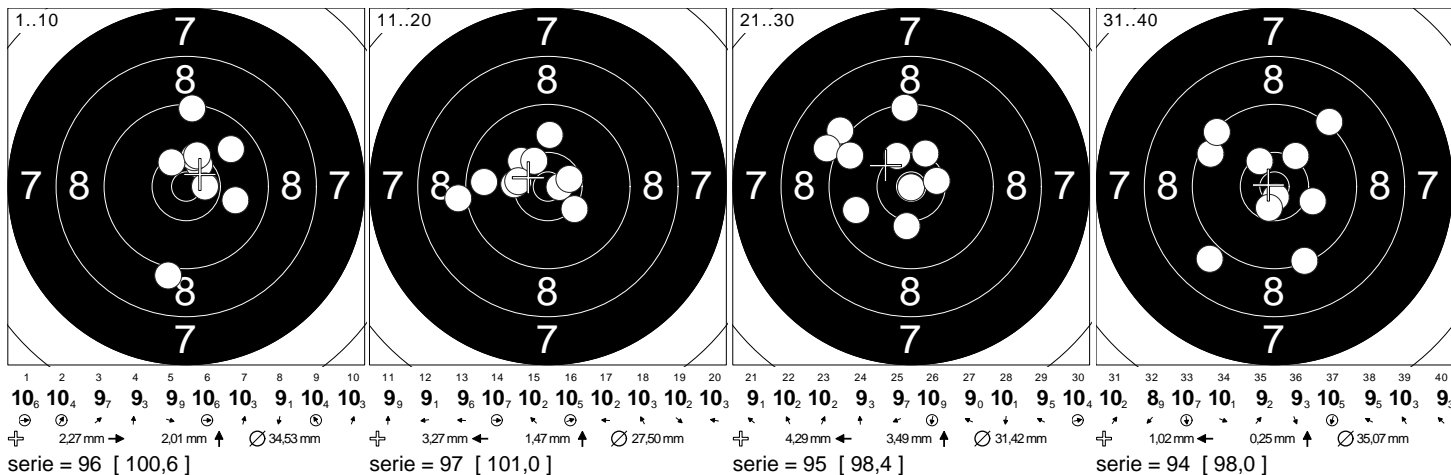 1..10 11..20 21..30 31..40
7 7 7 7
8 8 8 8
7 8 8 7 7 8 8 7 7 8 8 7 7 8 8 7
8 8 8 8
7 7 7 7
1 2 3 4 5 6 7 8 9 10 11 12 13 14 15 16 17 18 19 20 21 22 23 24 25 26 27 28 29 30 31 32 33 34 35 36 37 38 39 40
10₆ 10₄ 9₇ 9₃ 9₉ 10₆ 10₃ 9₁ 10₄ 10₃ 9₉ 9₁ 9₆ 10₇ 10₂ 10₅ 10₂ 10₃ 10₂ 10₃ 9₁ 10₂ 10₂ 9₃ 9₇ 10₉ 9₀ 10₁ 9₅ 10₄ 10₂ 8₉ 10₇ 10₁ 9₂ 9₃ 10₅ 9₅ 10₃ 9₃
2,27 mm 2,01 mm 34,53 mm 3,27 mm 1,47 mm 27,50 mm 4,29 mm 3,49 mm 31,42 mm 1,02 mm 0,25 mm 35,07 mm
serie = 96 [ 100,6 ] serie = 97 [ 101,0 ] serie = 95 [ 98,4 ] serie = 94 [ 98,0 ]